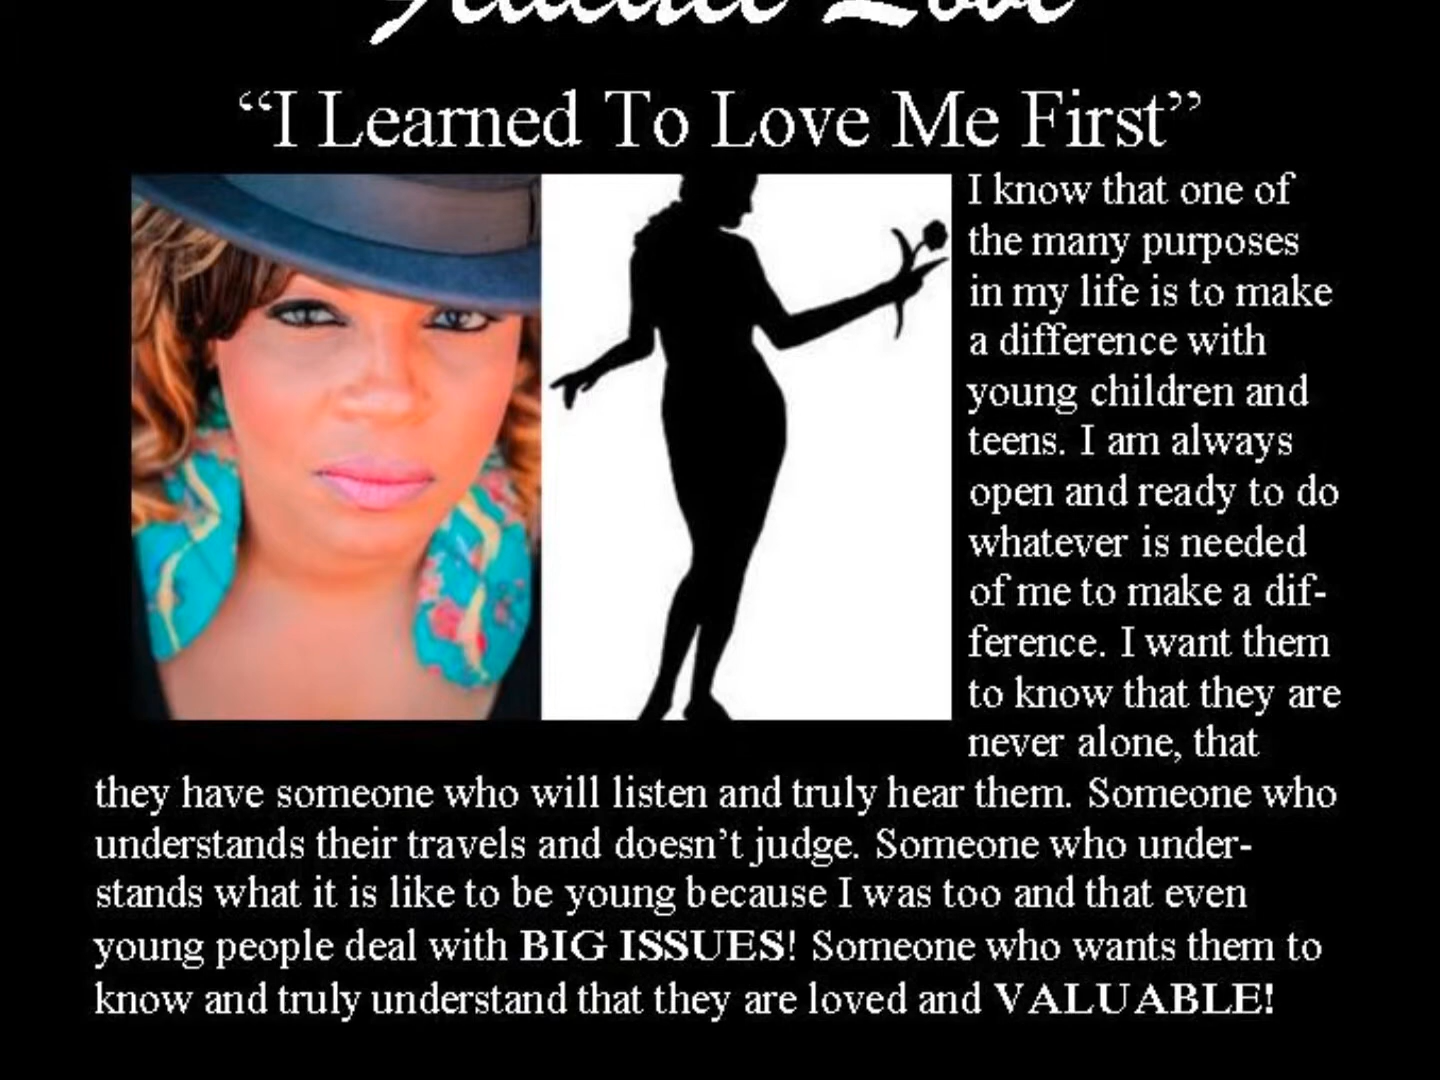 Love
“I Learned To Love Me First”
I know that one of
the many purposes
in my life is to make
a difference with
young children and
teens. I am always
open and ready to do
whatever is needed
of me to make a dif-
ference. I want them
to know that they are
never alone, that
they have someone who will listen and truly hear them. Someone who
understands their travels and doesn’t judge. Someone who under-
stands what it is like to be young because I was too and that even
young people deal with BIG ISSUES! Someone who wants them to
know and truly understand that they are loved and VALUABLE!